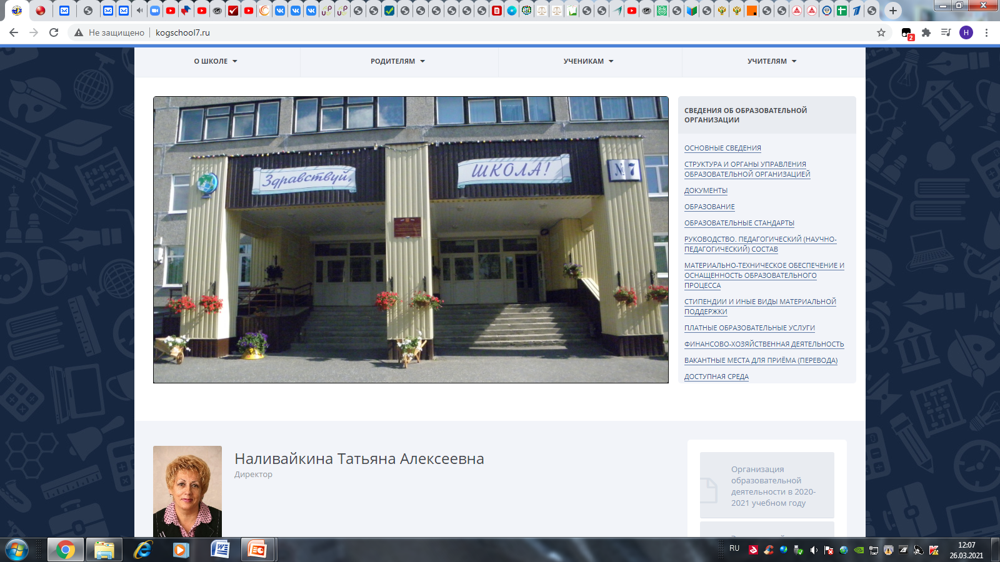 Не защищено
kogschool7.ru
2
Н
О ШКОЛЕ
РОДИТЕЛЯМ
УЧЕНИКАМ
УЧИТЕЛЯМ
Здравствуй,
ШКОЛА!
№ 7
СВЕДЕНИЯ ОБ ОБРАЗОВАТЕЛЬНОЙ
ОРГАНИЗАЦИИ
ОСНОВНЫЕ СВЕДЕНИЯ
СТРУКТУРА И ОРГАНЫ УПРАВЛЕНИЯ
ОБРАЗОВАТЕЛЬНОЙ ОРГАНИЗАЦИЕЙ
ДОКУМЕНТЫ
ОБРАЗОВАНИЕ
ОБРАЗОВАТЕЛЬНЫЕ СТАНДАРТЫ
РУКОВОДСТВО. ПЕДАГОГИЧЕСКИЙ (НАУЧНО-
ПЕДАГОГИЧЕСКИЙ) СОСТАВ
МАТЕРИАЛЬНО-ТЕХНИЧЕСКОЕ ОБЕСПЕЧЕНИЕ И
ОСНАЩЕННОСТЬ ОБРАЗОВАТЕЛЬНОГО
ПРОЦЕССА
СТИПЕНДИИ И ИНЫЕ ВИДЫ МАТЕРИАЛЬНОЙ
ПОДДЕРЖКИ
ПЛАТНЫЕ ОБРАЗОВАТЕЛЬНЫЕ УСЛУГИ
ФИНАНСОВО-ХОЗЯЙСТВЕННАЯ ДЕЯТЕЛЬНОСТЬ
ВАКАНТНЫЕ МЕСТА ДЛЯ ПРИЁМА (ПЕРЕВОДА)
ДОСТУПНАЯ СРЕДА
Наливайкина Татьяна Алексеевна
Директор
Организация
образовательной
деятельности в 2020-
2021 учебном году
RU
12:07
26.03.2021